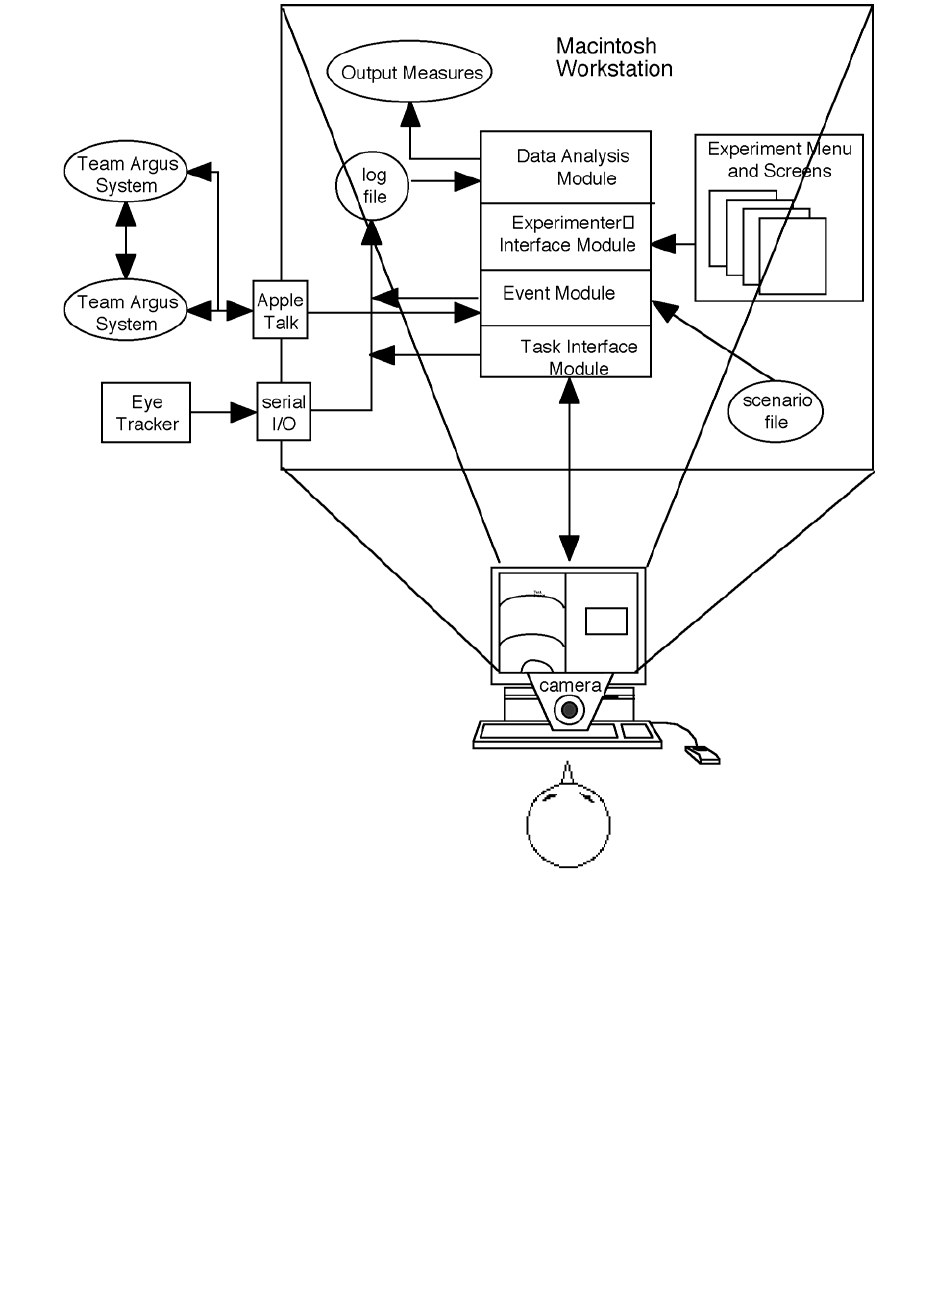 Macintosh
Workstation
Output Measures
Team Argus
System
log
file
Data Analysis
Module
Experiment Menu
and Screens
Experimenter□
Interface Module
Team Argus
System
Apple
Talk
Event Module
Task Interface
Module
Eye
Tracker
serial
I/O
scenario
file
camera